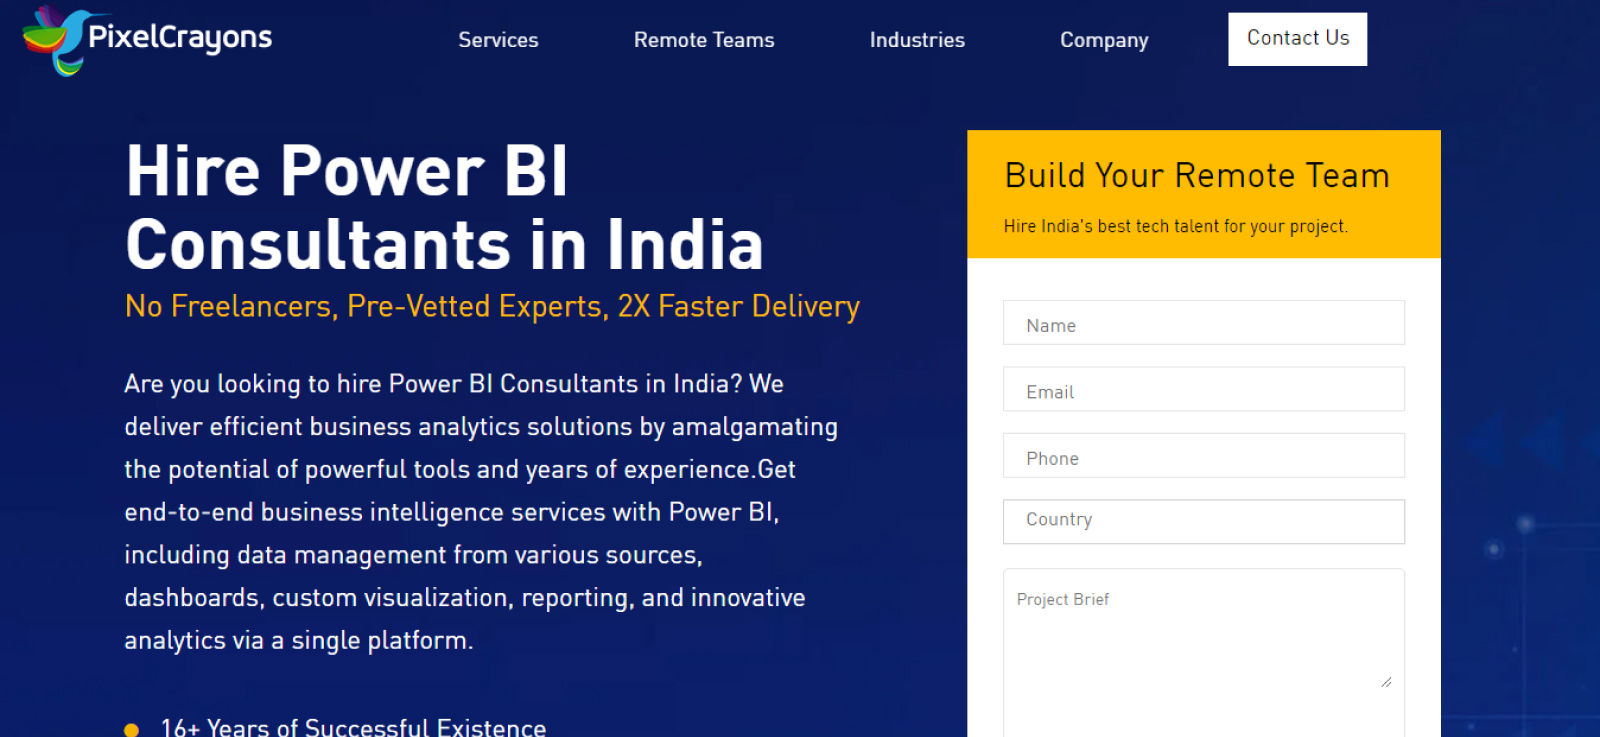 PixelCrayons
Services
Remote Teams
Industries
Company
Contact Us
Hire Power BI
Consultants in India
No Freelancers, Pre-Vetted Experts, 2X Faster Delivery
Are you looking to hire Power BI Consultants in India? We
deliver efficient business analytics solutions by amalgamating
the potential of powerful tools and years of experience.Get
end-to-end business intelligence services with Power BI,
including data management from various sources,
dashboards, custom visualization, reporting, and innovative
analytics via a single platform.
16+ Years of Successful Existence
Build Your Remote Team
Hire India's best tech talent for your project.
Name
Email
Phone
Country
Project Brief